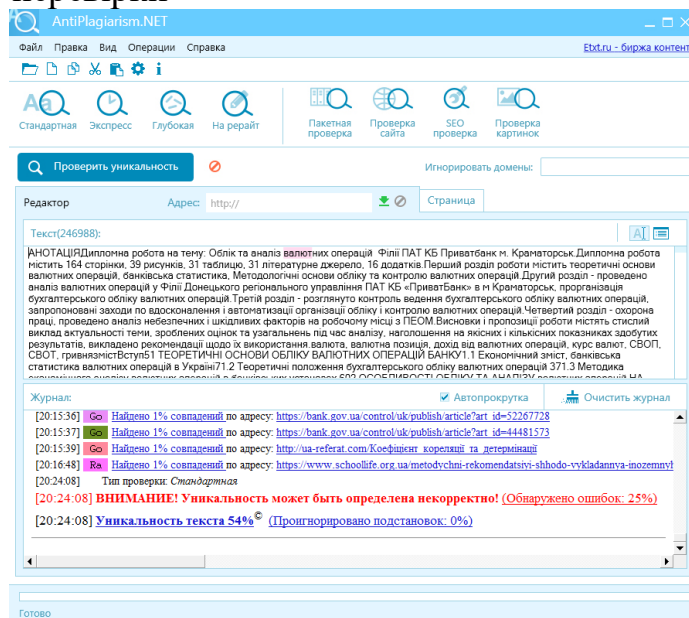 перевірки
AntiPlagiarism.NET
Файл Правка Вид Операции Справка
Etxt.ru - биржа контент
Стандартная Экспресс Глубокая На рерайт Пакетная проверка Проверка сайта SEO проверка Проверка картинок
Проверить уникальность Игнорировать домены:
Редактор Адрес: http:// Страница
Текст(246988):
АНОТАЦІЯДипломна робота на тему: Облік та аналіз валютних операцій Філії ПАТ КБ Приватбанк м. Краматорськ.Дипломна робота
містить 164 сторінки, 39 рисунків, 31 таблицю, 31 літературне джерело, 16 додатків.Перший розділ роботи містить теоретичні основи
валютних операцій, банківська статистика, Методологічні основи обліку та контролю валютних операцій.Другий розділ - проведено
аналіз валютних операцій у Філії Донецького регіонального управління ПАТ КБ «ПриватБанк» в м Краматорськ, прорганізація
бухгалтерського обліку валютних операцій.Третій розділ - розглянуто контроль ведення бухгалтерського обліку валютних операцій,
запропоновані заходи по вдосконалення і автоматизації організації обліку і контролю валютних операцій.Четвертий розділ - охорона
праці, проведено аналіз небезпечних і шкідливих факторів на робочому місці з ПЕОМ.Висновки і пропозиції роботи містять стислий
виклад актуальності теми, зроблених оцінок та узагальнень під час аналізу, наголошення на якісних і кількісних показниках здобутих
результатів, викладено рекомендації щодо їх використання.валюта, валютна позиція, дохід від валютних операцій, курс валют, СВОП,
СВОТ, гривнязмістВступ51 ТЕОРЕТИЧНІ ОСНОВИ ОБЛІКУ ВАЛЮТНИХ ОПЕРАЦІЙ БАНКУ1.1 Економічний зміст, банківська
статистика валютних операцій в Україні71.2 Теоретичні положення бухгалтерського обліку валютних операцій 371.3 Методика
Журнал: Автопрокрутка Очистить журнал
[20:15:36] Go Найдено 1% совпадений по адресу: https://bank.gov.ua/control/uk/publish/article?art_id=52267728
[20:15:37] Go Найдено 1% совпадений по адресу: https://bank.gov.ua/control/uk/publish/article?art_id=44481573
[20:15:39] Go Найдено 1% совпадений по адресу: http://ua-referat.com/Коефіцієнт_кореляції_та_детермінації
[20:16:48] Ra Найдено 1% совпадений по адресу: https://www.schoollife.org.ua/metodychni-rekomendatsiyi-shhodo-vykladannya-inozemnyh
[20:24:08] Тип проверки: Стандартная
[20:24:08] ВНИМАНИЕ! Уникальность может быть определена некорректно! (Обнаружено ошибок: 25%)
[20:24:08] Уникальность текста 54%© (Проигнорировано подстановок: 0%)
Готово